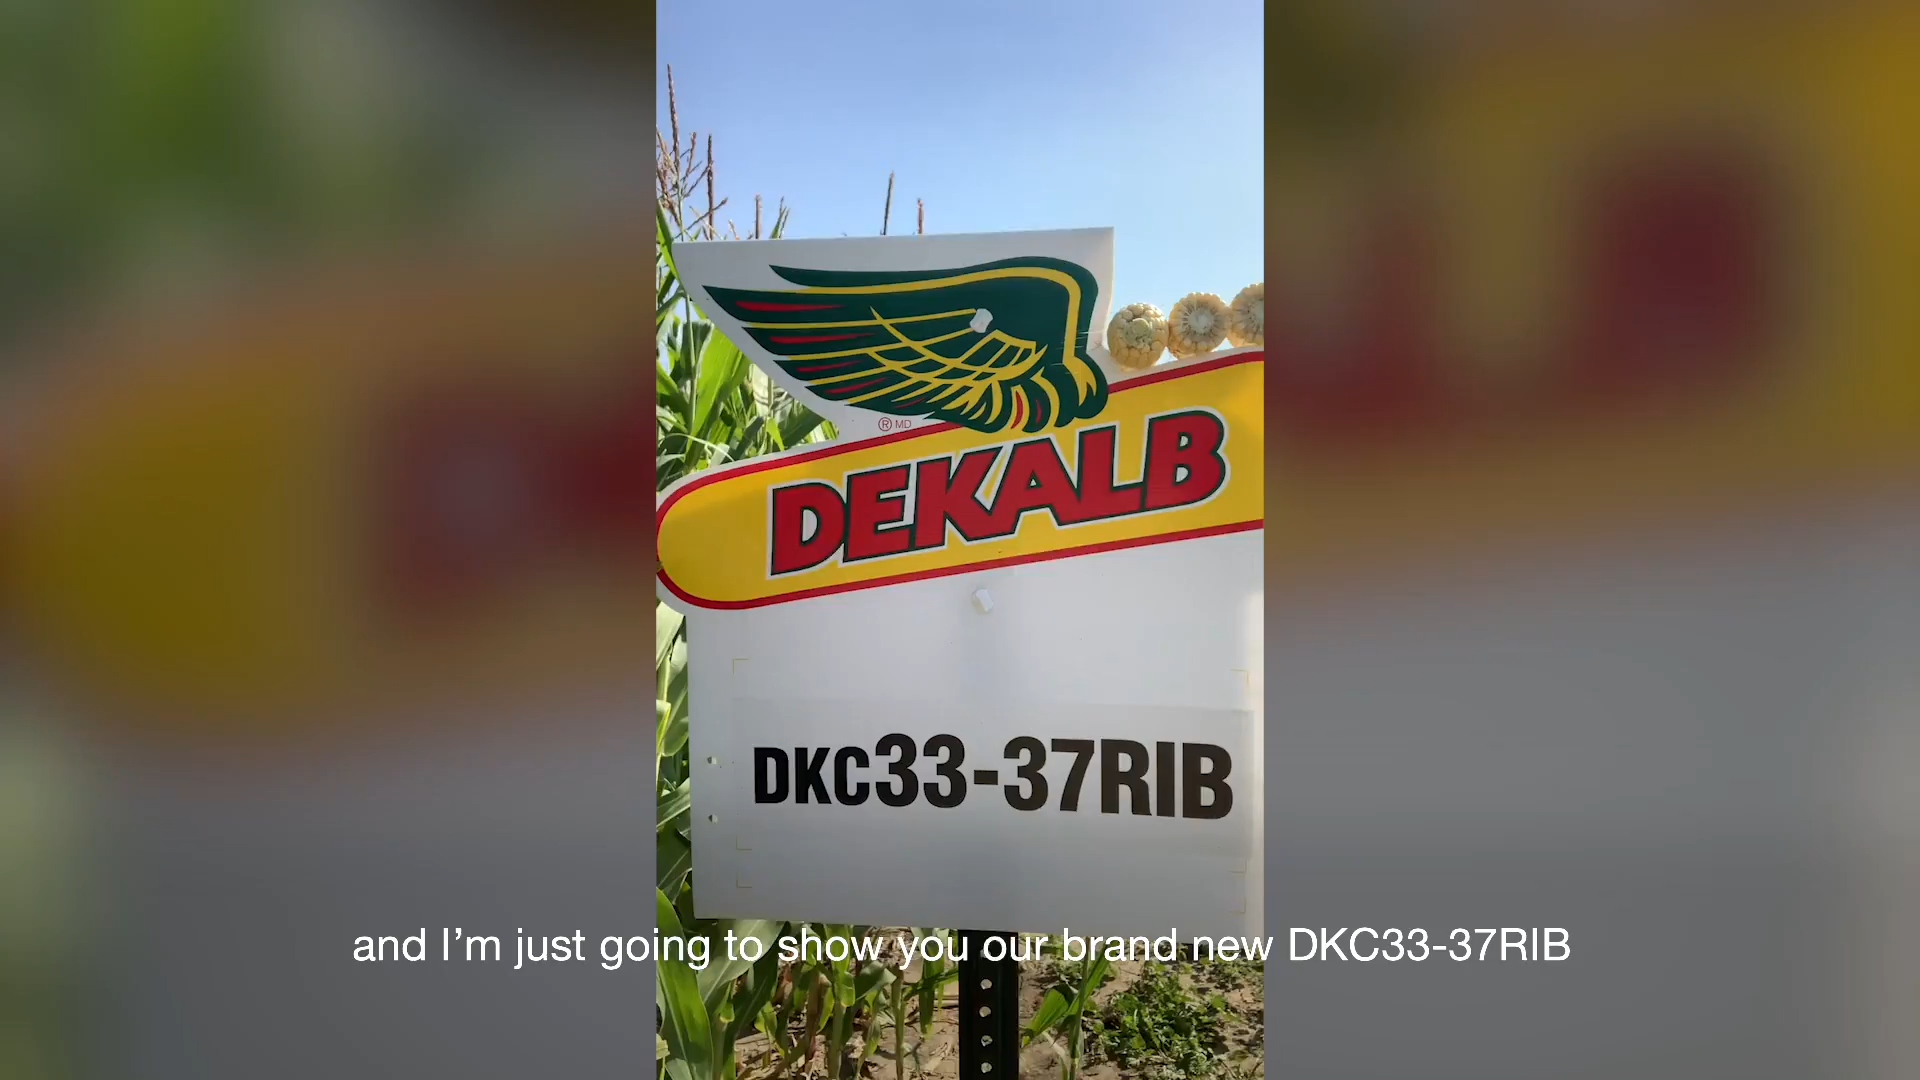 ® MD
DEKALB
DKC33-37RIB
and I’m just going to show you our brand new DKC33-37RIB